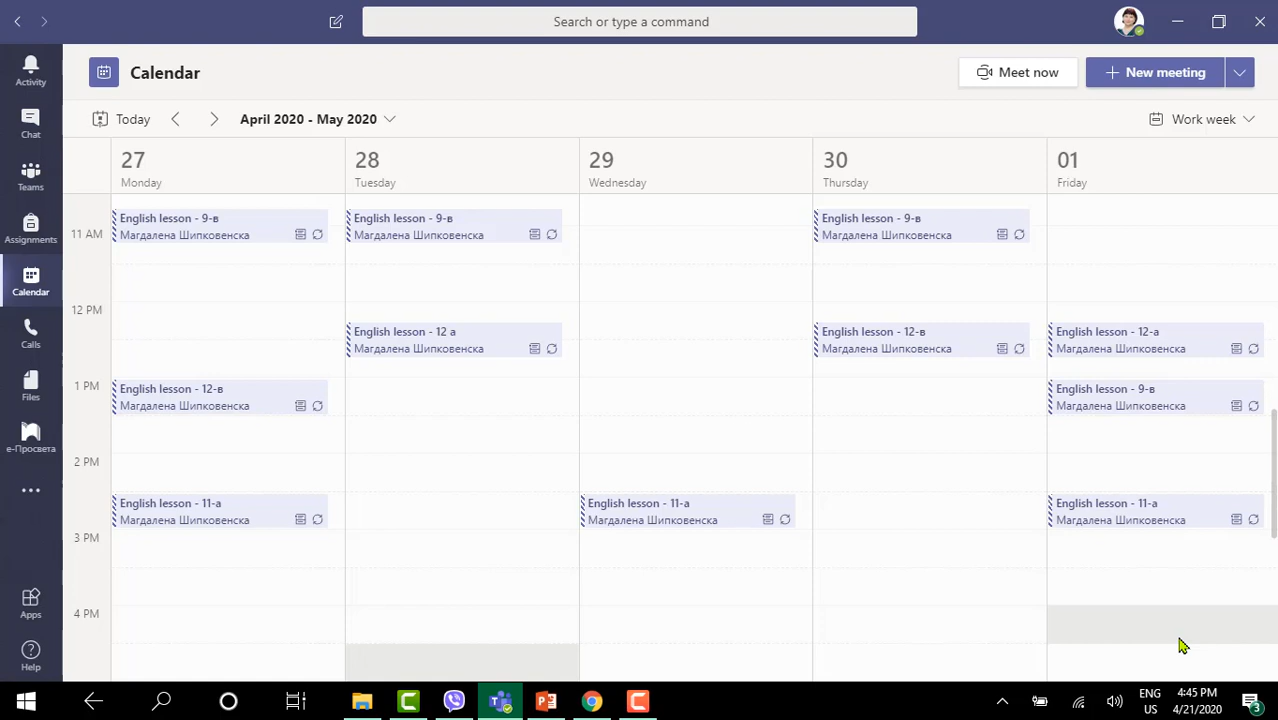 Search or type a command
Activity
Chat
Teams
Assignments
Calendar
Calls
Files
е-Просвета
Apps
Help
Calendar
Meet now
New meeting
Today
April 2020 - May 2020
Work week
27
Monday
28
Tuesday
29
Wednesday
30
Thursday
01
Friday
11 AM
12 PM
1 PM
2 PM
3 PM
4 PM
English lesson - 9-в
Магдалена Шипковенска
English lesson - 12-в
Магдалена Шипковенска
English lesson - 11-а
Магдалена Шипковенска
English lesson - 9-в
Магдалена Шипковенска
English lesson - 12 а
Магдалена Шипковенска
English lesson - 11-а
Магдалена Шипковенска
English lesson - 9-в
Магдалена Шипковенска
English lesson - 12-в
Магдалена Шипковенска
English lesson - 12-а
Магдалена Шипковенска
English lesson - 9-в
Магдалена Шипковенска
English lesson - 11-а
Магдалена Шипковенска
ENG
US
4:45 PM
4/21/2020
3